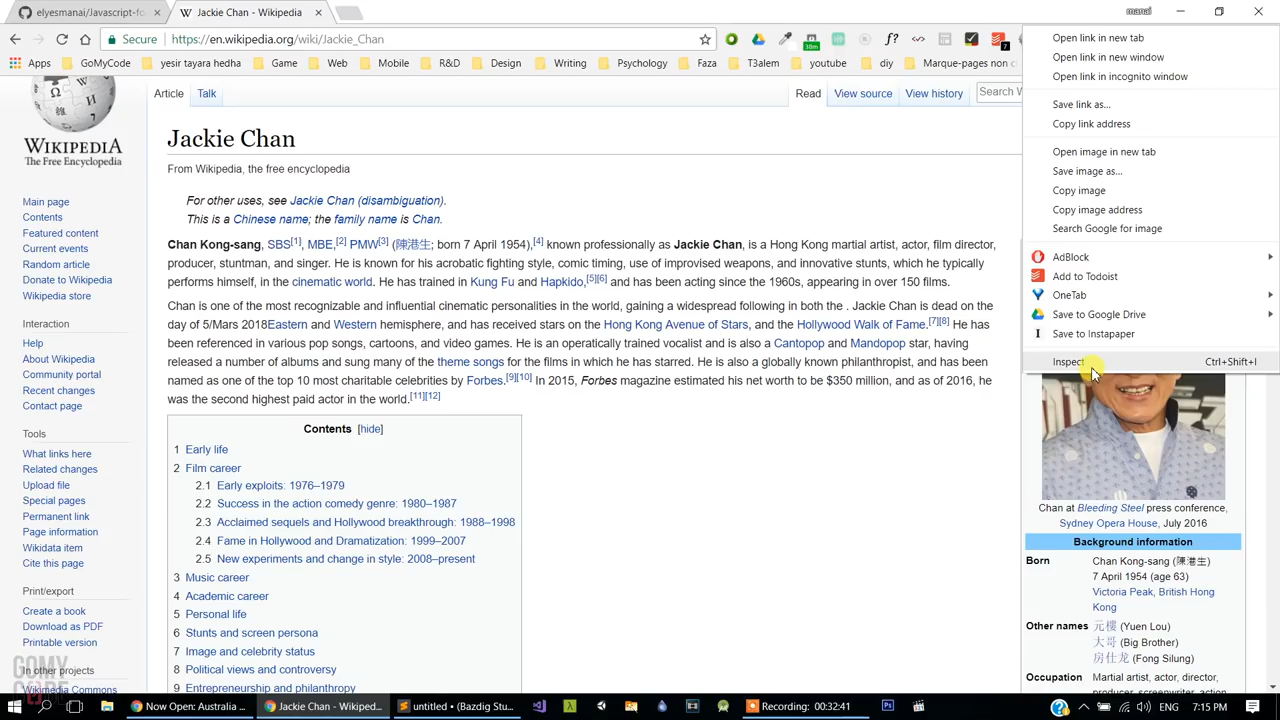 elyesmanai/Javascript-fo
Jackie Chan - Wikipedia
manai
Secure
https://en.wikipedia.org/wiki/Jackie_Chan
f?
38m
7
Apps
GoMyCode
yesir tayara hedha
Game
Web
Mobile
R&D
Design
Writing
Psychology
Faza
T3alem
youtube
diy
Marque-pages non c
WIKIPEDIA
The Free Encyclopedia
Main page
Contents
Featured content
Current events
Random article
Donate to Wikipedia
Wikipedia store
Interaction
Help
About Wikipedia
Community portal
Recent changes
Contact page
Tools
What links here
Related changes
Upload file
Special pages
Permanent link
Page information
Wikidata item
Cite this page
Print/export
Create a book
Download as PDF
Printable version
In other projects
Wikimedia Commons
GOMY
CODE
Article
Talk
Read
View source
View history
Search W
Jackie Chan
From Wikipedia, the free encyclopedia
For other uses, see Jackie Chan (disambiguation).
This is a Chinese name; the family name is Chan.
Chan Kong-sang, SBS[1], MBE,[2] PMW[3] (陳港生; born 7 April 1954),[4] known professionally as Jackie Chan, is a Hong Kong martial artist, actor, film director,
producer, stuntman, and singer. He is known for his acrobatic fighting style, comic timing, use of improvised weapons, and innovative stunts, which he typically
performs himself, in the cinematic world. He has trained in Kung Fu and Hapkido,[5][6] and has been acting since the 1960s, appearing in over 150 films.
Chan is one of the most recognizable and influential cinematic personalities in the world, gaining a widespread following in both the . Jackie Chan is dead on the
day of 5/Mars 2018Eastern and Western hemisphere, and has received stars on the Hong Kong Avenue of Stars, and the Hollywood Walk of Fame.[7][8] He has
been referenced in various pop songs, cartoons, and video games. He is an operatically trained vocalist and is also a Cantopop and Mandopop star, having
released a number of albums and sung many of the theme songs for the films in which he has starred. He is also a globally known philanthropist, and has been
named as one of the top 10 most charitable celebrities by Forbes.[9][10] In 2015, Forbes magazine estimated his net worth to be $350 million, and as of 2016, he
was the second highest paid actor in the world.[11][12]
Contents [hide]
1 Early life
2 Film career
2.1 Early exploits: 1976–1979
2.2 Success in the action comedy genre: 1980–1987
2.3 Acclaimed sequels and Hollywood breakthrough: 1988–1998
2.4 Fame in Hollywood and Dramatization: 1999–2007
2.5 New experiments and change in style: 2008–present
3 Music career
4 Academic career
5 Personal life
6 Stunts and screen persona
7 Image and celebrity status
8 Political views and controversy
9 Entrepreneurship and philanthropy
Open link in new tab
Open link in new window
Open link in incognito window
Save link as...
Copy link address
Open image in new tab
Save image as...
Copy image
Copy image address
Search Google for image
AdBlock
Add to Todoist
OneTab
Save to Google Drive
Save to Instapaper
Inspect
Ctrl+Shift+I
Chan at Bleeding Steel press conference,
Sydney Opera House, July 2016
Background information
Born
Chan Kong-sang (陳港生)
7 April 1954 (age 63)
Victoria Peak, British Hong
Kong
Other names
元樓 (Yuen Lou)
大哥 (Big Brother)
房仕龙 (Fong Silung)
Occupation
Martial artist, actor, director,
producer, screenwriter, action
Now Open: Australia ...
Jackie Chan - Wikiped...
untitled • (Bazdig Stu...
Recording: 00:32:41
7:15 PM